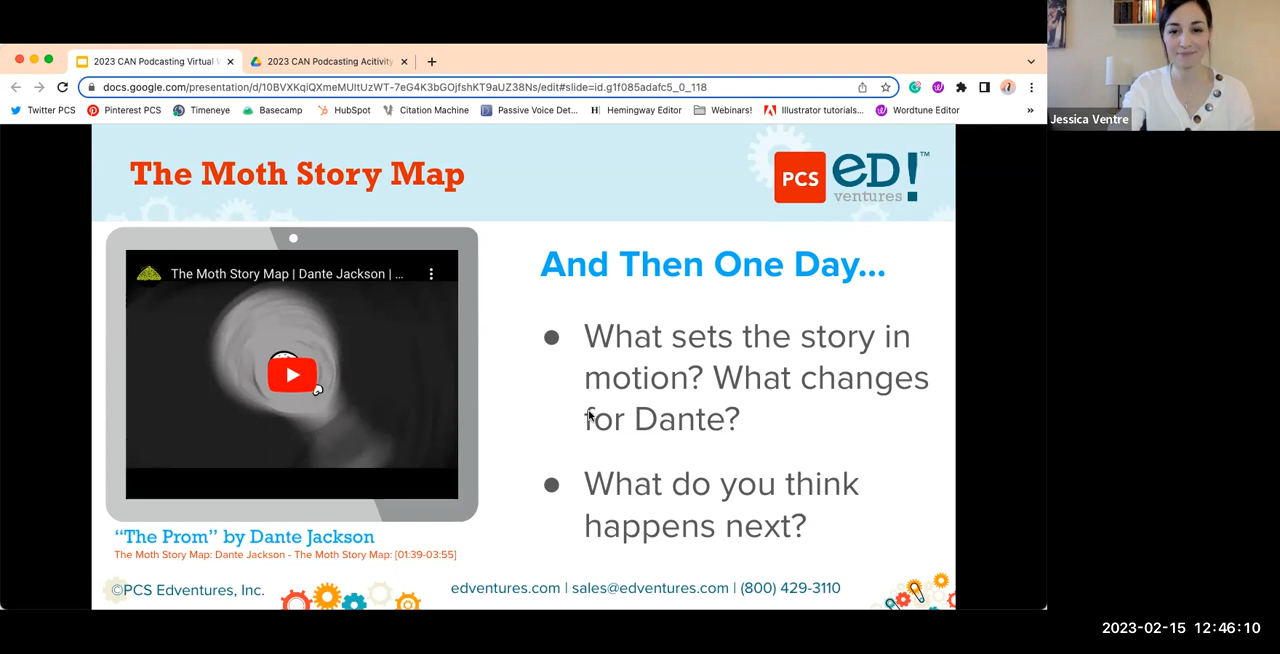 2023 CAN Podcasting Virtual
2023 CAN Podcasting Acitivity
docs.google.com/presentation/d/10BVXKqiQXmeMUltUzWT-7eG4K3bGOjfshKT9aUZ38Ns/edit#slide=id.g1f085adafc5_0_118
Twitter PCS
Pinterest PCS
Timeneye
Basecamp
HubSpot
Citation Machine
Passive Voice Det...
Hemingway Editor
Webinars!
Illustrator tutorials...
Wordtune Editor
»
Jessica Ventre
The Moth Story Map
PCS
eD!™
ventures
The Moth Story Map | Dante Jackson | ...
And Then One Day...
● What sets the story in
motion? What changes
for Dante?
● What do you think
happens next?
“The Prom” by Dante Jackson
The Moth Story Map: Dante Jackson - The Moth Story Map: [01:39-03:55]
©PCS Edventures, Inc.
edventures.com | sales@edventures.com | (800) 429-3110
2023-02-15 12:46:10